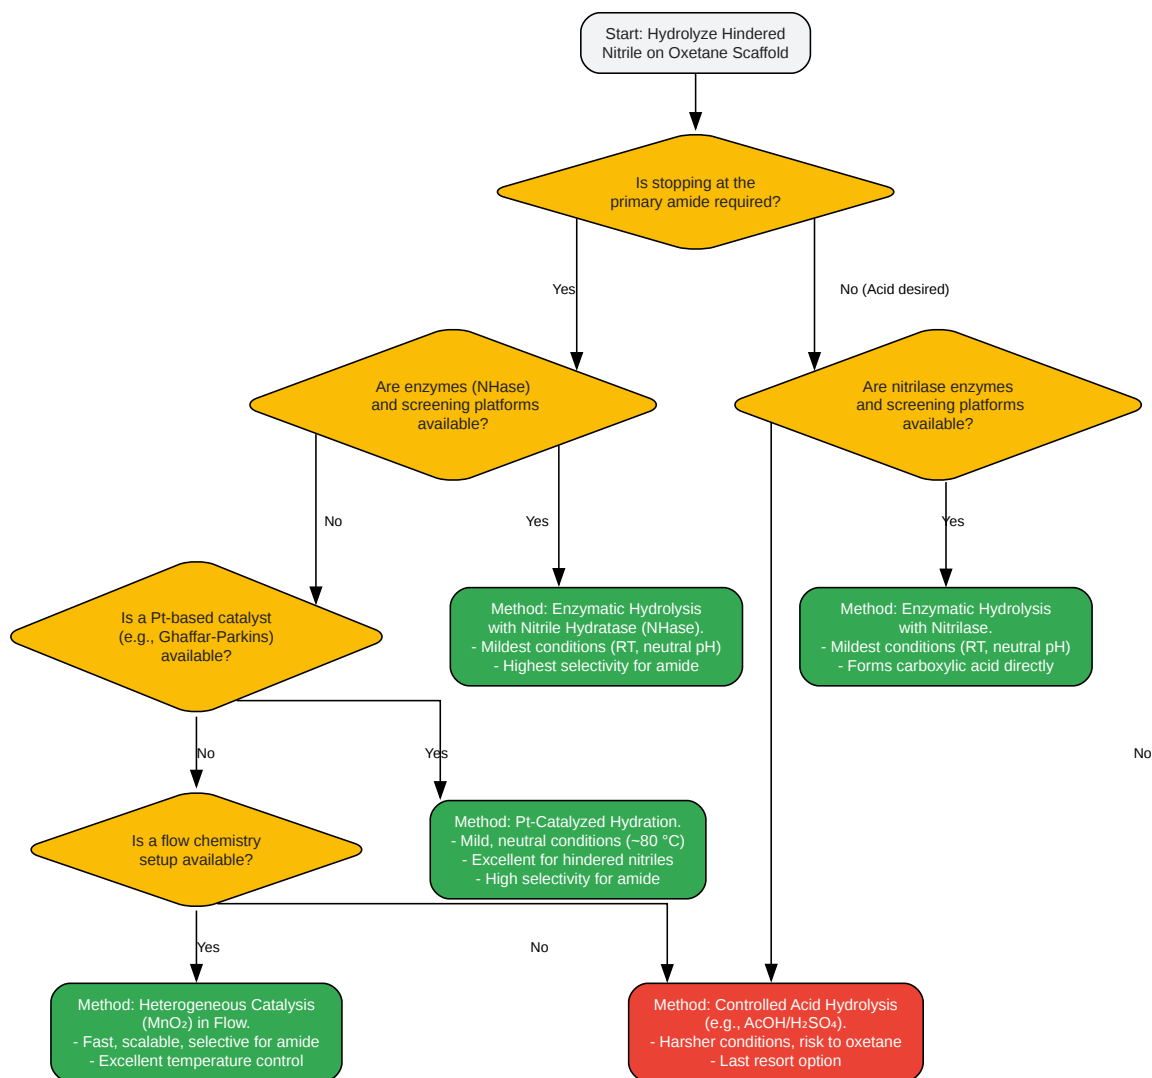 Start: Hydrolyze Hindered
Nitrile on Oxetane Scaffold
Is stopping at the
primary amide required?
Yes
No (Acid desired)
Are enzymes (NHase)
and screening platforms
available?
Are nitrilase enzymes
and screening platforms
available?
No
Yes
Yes
Is a Pt-based catalyst
(e.g., Ghaffar-Parkins)
available?
Method: Enzymatic Hydrolysis
with Nitrile Hydratase (NHase).
- Mildest conditions (RT, neutral pH)
- Highest selectivity for amide
Method: Enzymatic Hydrolysis
with Nitrilase.
- Mildest conditions (RT, neutral pH)
- Forms carboxylic acid directly
No
Yes
No
Is a flow chemistry
setup available?
Method: Pt-Catalyzed Hydration.
- Mild, neutral conditions (~80 °C)
- Excellent for hindered nitriles
- High selectivity for amide
Yes
No
Method: Heterogeneous Catalysis
(MnO₂) in Flow.
- Fast, scalable, selective for amide
- Excellent temperature control
Method: Controlled Acid Hydrolysis
(e.g., AcOH/H₂SO₄).
- Harsher conditions, risk to oxetane
- Last resort option